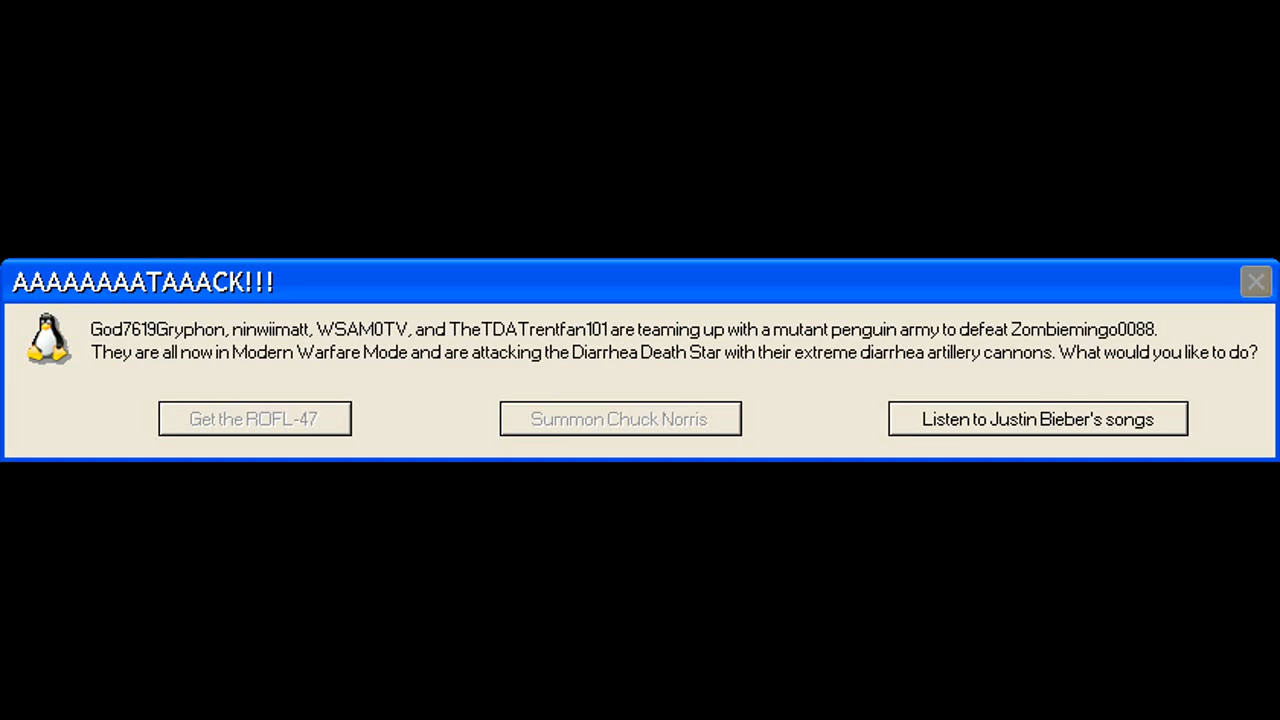 AAAAAAAATAAACK!!!
God7619Gryphon, ninwiimatt, WSAM0TV, and TheTDATrentfan101 are teaming up with a mutant penguin army to defeat Zombiemingo0088.
They are all now in Modern Warfare Mode and are attacking the Diarrhea Death Star with their extreme diarrhea artillery cannons. What would you like to do?
Get the ROFL-47
Summon Chuck Norris
Listen to Justin Bieber's songs